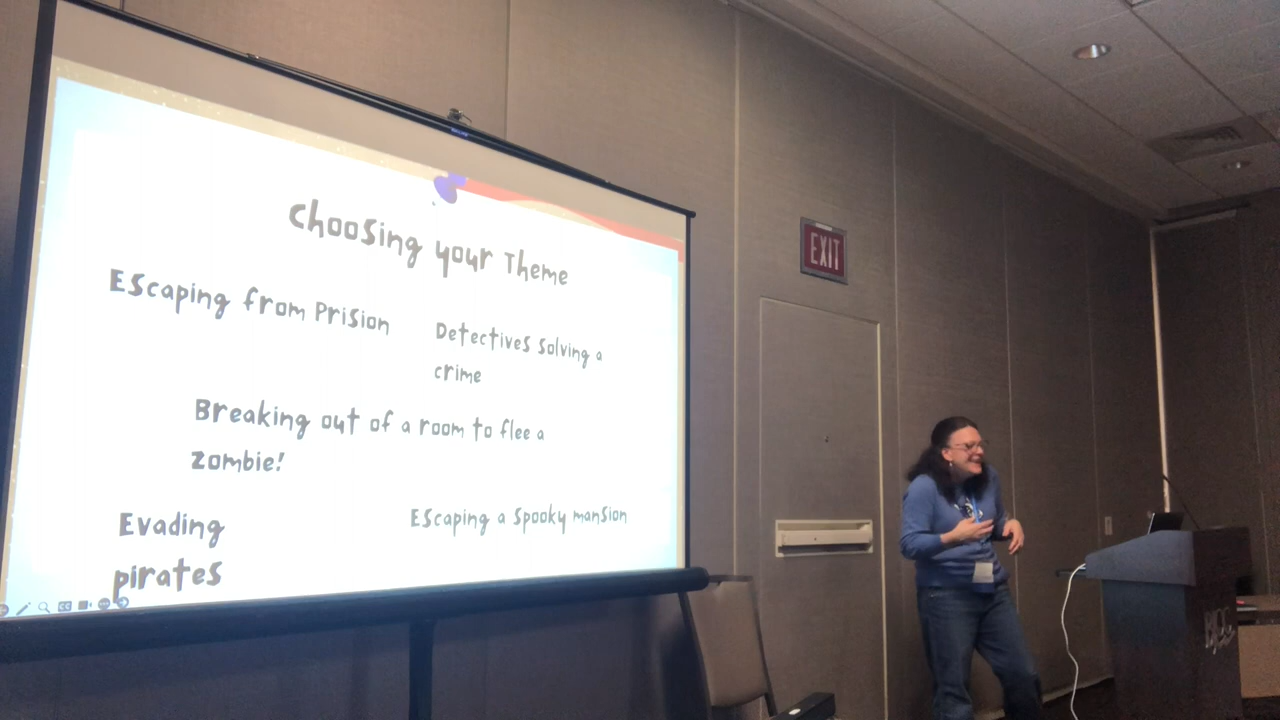 Choosing your Theme
Escaping from Prision
Detectives solving a
crime
Breaking out of a room to flee a
zombie!
Evading
pirates
Escaping a spooky mansion
EXIT